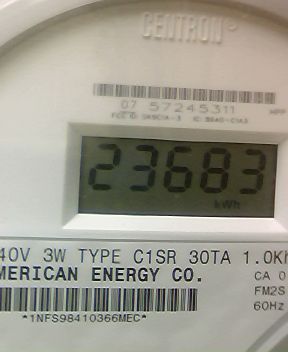 CENTRON
07 57245311
23683
kWh
40V 3W TYPE C1SR 30TA 1.0Kh
MERICAN ENERGY CO.
CA 0
FM2S
60Hz
*1NFS98410366MEC*